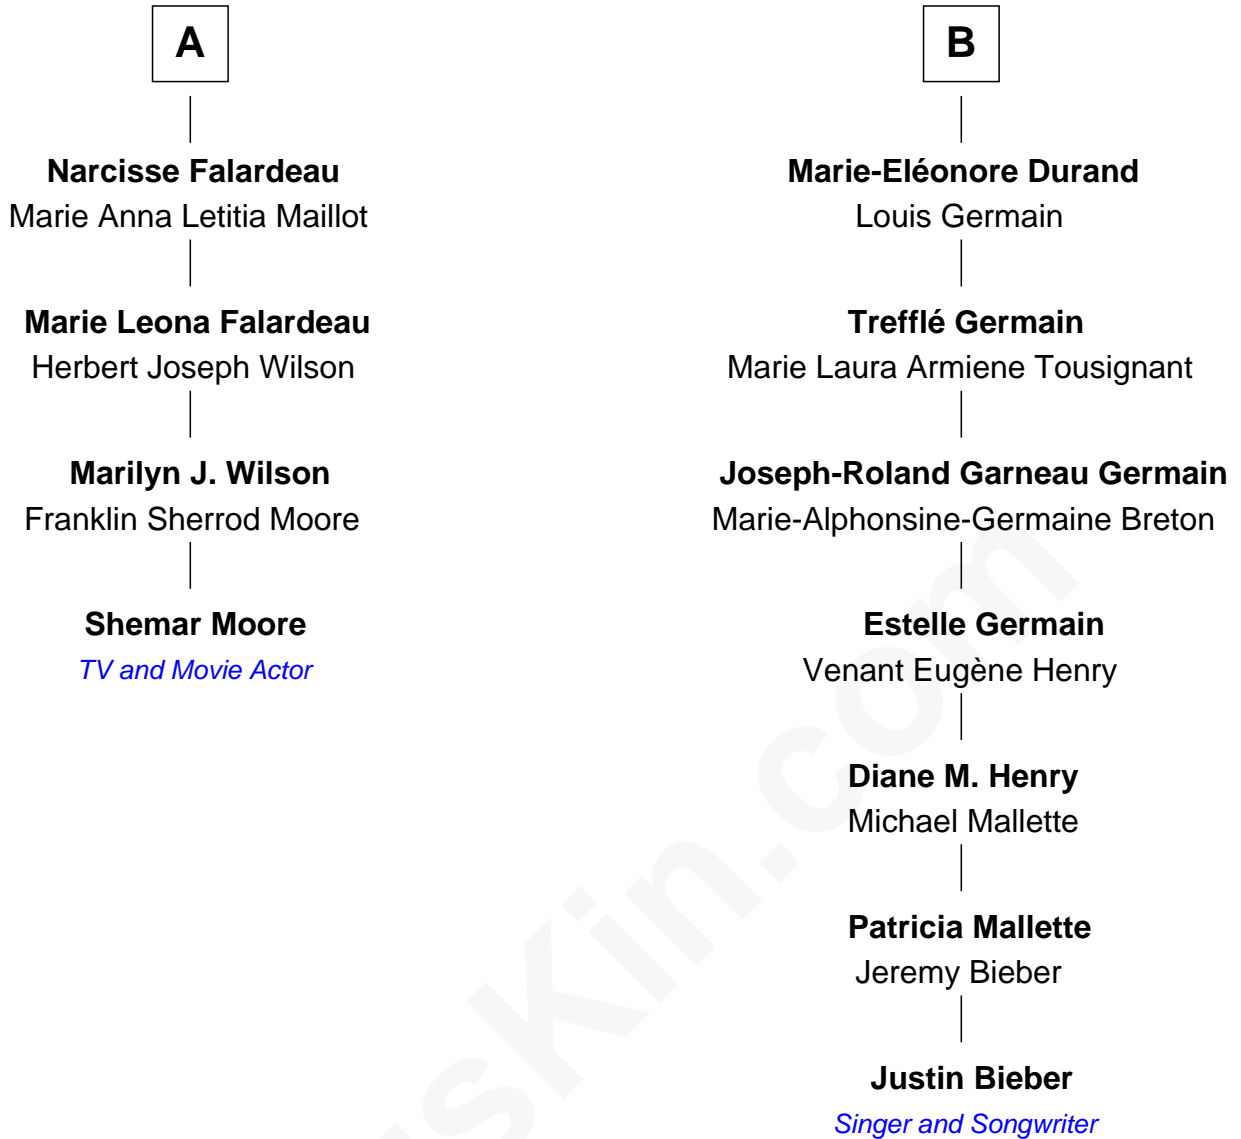 A
Narcisse Falardeau
Marie Anna Letitia Maillot
Marie Leona Falardeau
Herbert Joseph Wilson
Marilyn J. Wilson
Franklin Sherrod Moore
Shemar Moore
TV and Movie Actor
B
Marie-Eléonore Durand
Louis Germain
Trefflé Germain
Marie Laura Armiene Tousignant
Joseph-Roland Garneau Germain
Marie-Alphonsine-Germaine Breton
Estelle Germain
Venant Eugène Henry
Diane M. Henry
Michael Mallette
Patricia Mallette
Jeremy Bieber
Justin Bieber
Singer and Songwriter